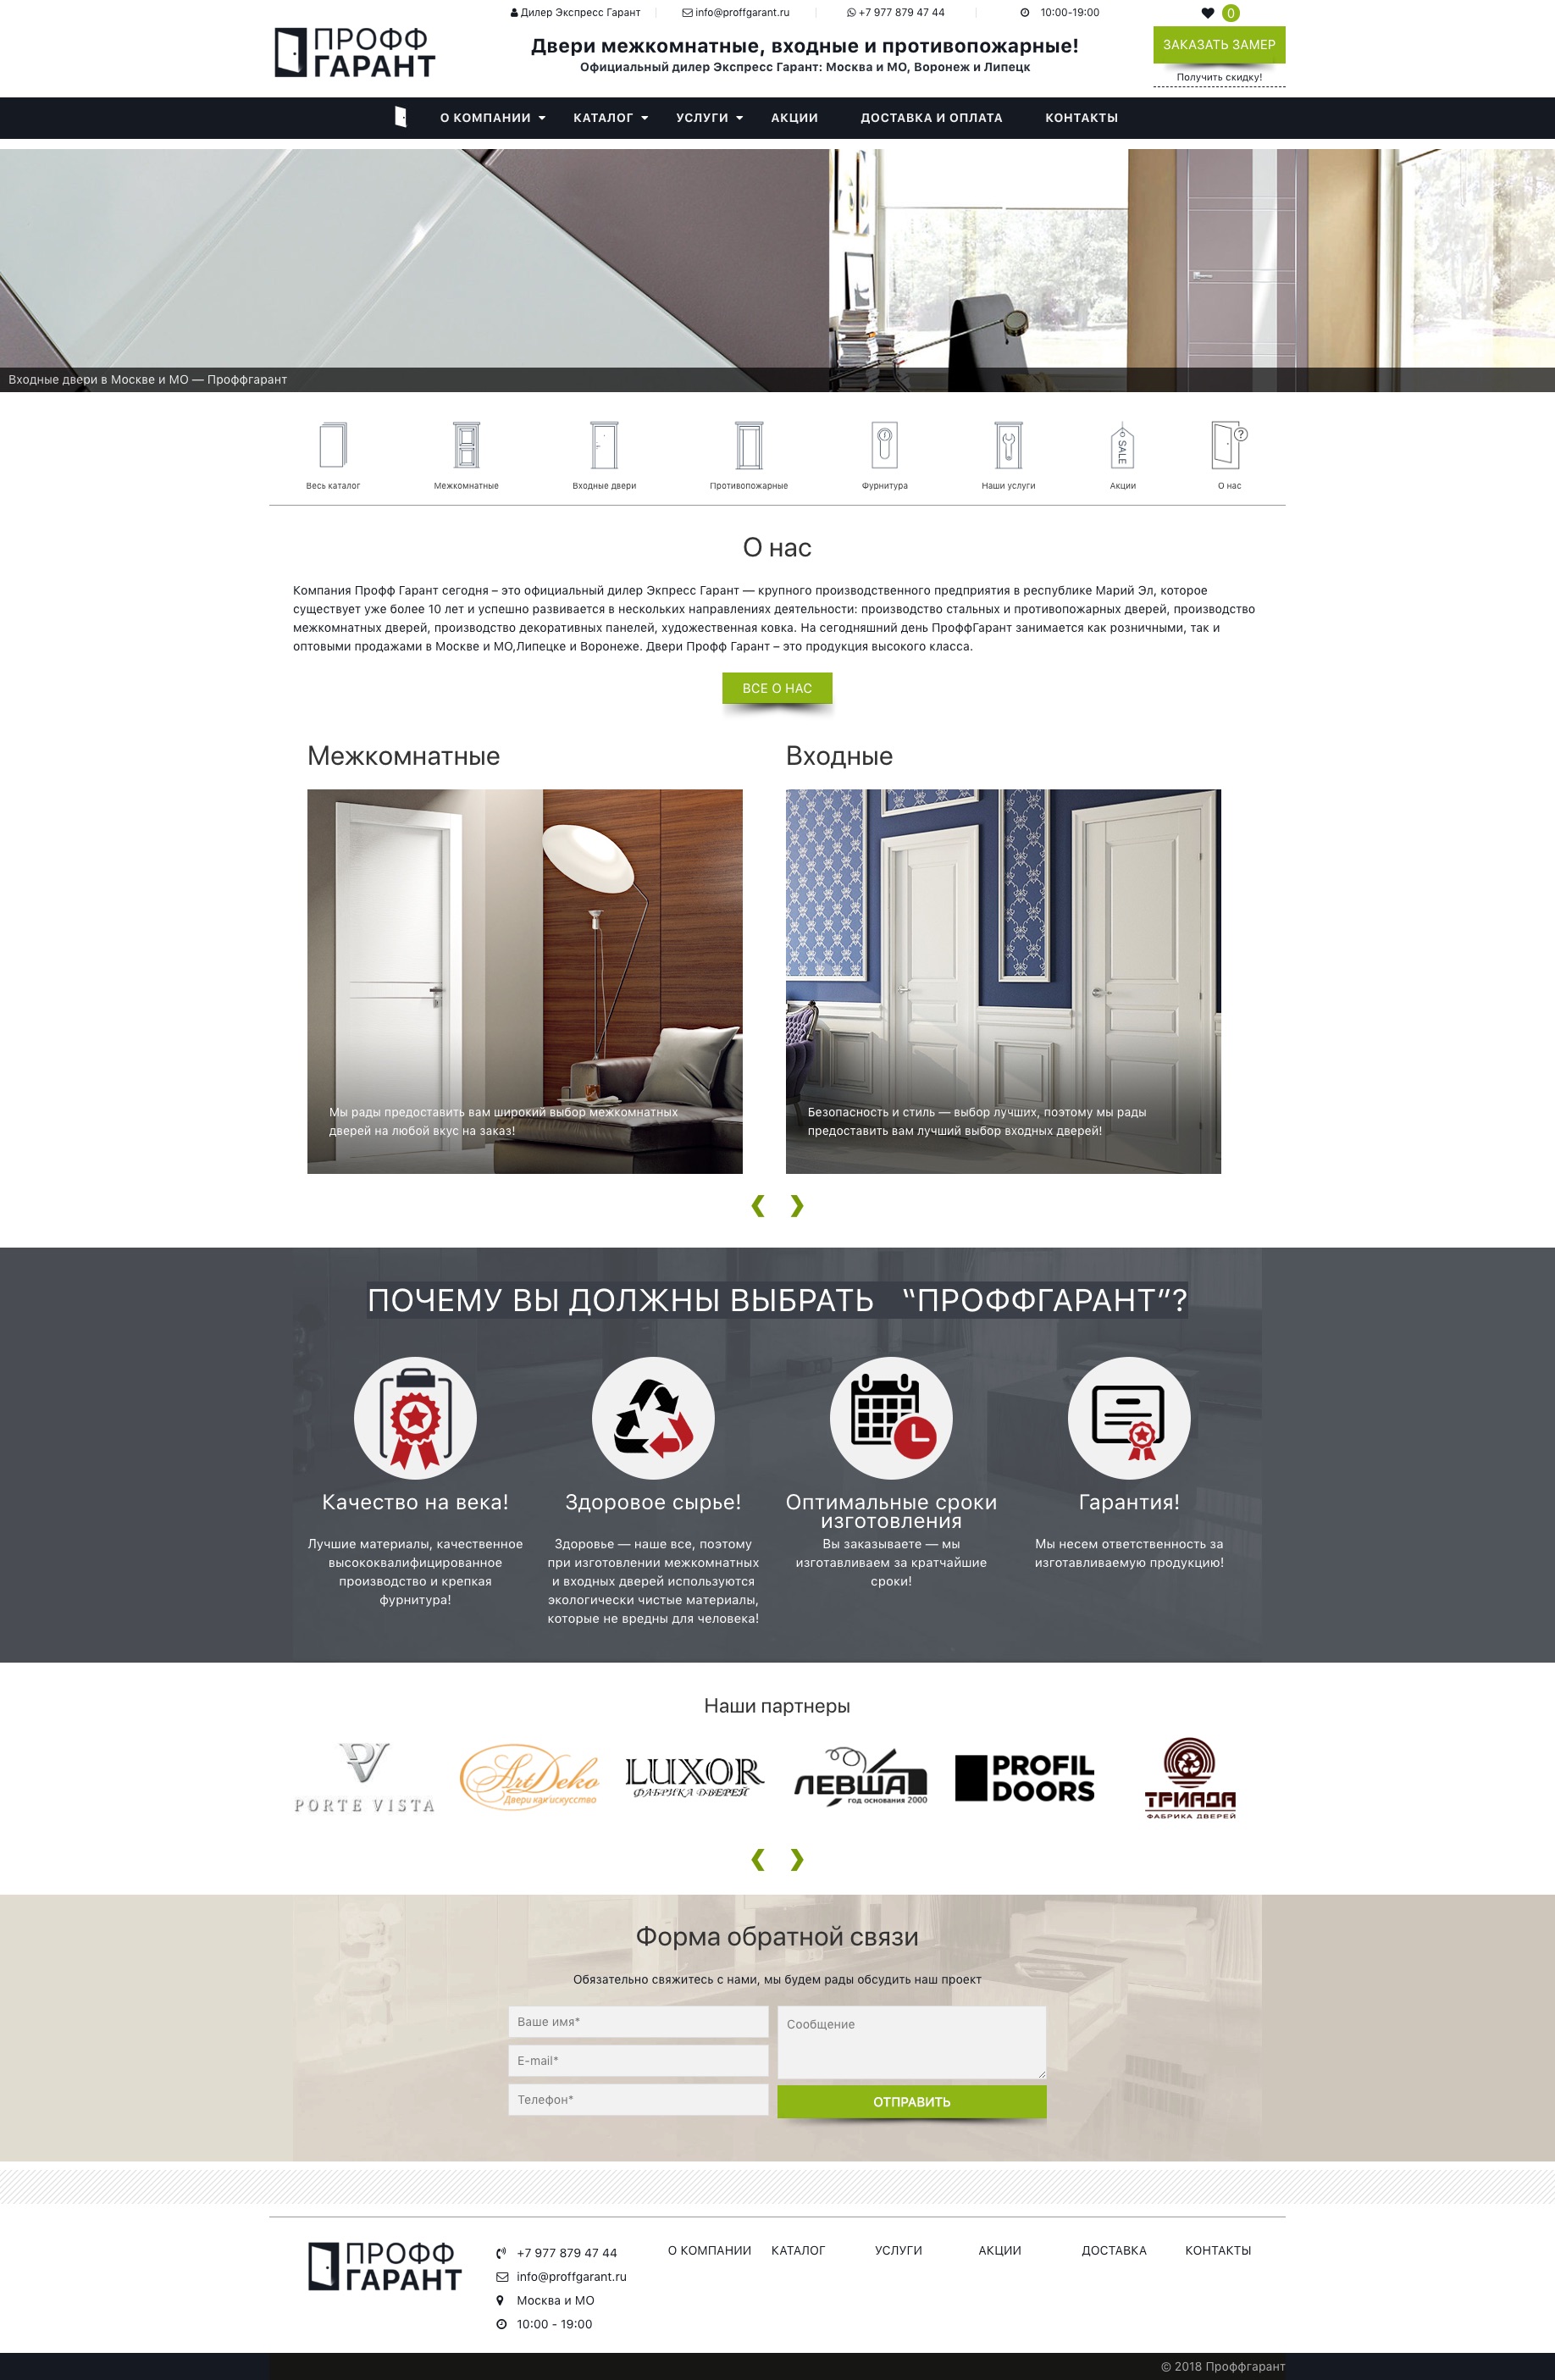 Дилер Экспресс Гарант
info@proffgarant.ru
+7 977 879 47 44
10:00-19:00
0
ПРОФФ
ГАРАНТ
Двери межкомнатные, входные и противопожарные!
Официальный дилер Экспресс Гарант: Москва и МО, Воронеж и Липецк
ЗАКАЗАТЬ ЗАМЕР
Получить скидку!
О КОМПАНИИ
КАТАЛОГ
УСЛУГИ
АКЦИИ
ДОСТАВКА И ОПЛАТА
КОНТАКТЫ
Входные двери в Москве и МО — Проффгарант
SALE
?
Весь каталог
Межкомнатные
Входные двери
Противопожарные
Фурнитура
Наши услуги
Акции
О нас
О нас
Компания Профф Гарант сегодня – это официальный дилер Экпресс Гарант — крупного производственного предприятия в республике Марий Эл, которое
существует уже более 10 лет и успешно развивается в нескольких направлениях деятельности: производство стальных и противопожарных дверей, производство
межкомнатных дверей, производство декоративных панелей, художественная ковка. На сегодняшний день ПроффГарант занимается как розничными, так и
оптовыми продажами в Москве и МО,Липецке и Воронеже. Двери Профф Гарант – это продукция высокого класса.
ВСЕ О НАС
Межкомнатные
Входные
Мы рады предоставить вам широкий выбор межкомнатных
дверей на любой вкус на заказ!
Безопасность и стиль — выбор лучших, поэтому мы рады
предоставить вам лучший выбор входных дверей!
ПОЧЕМУ ВЫ ДОЛЖНЫ ВЫБРАТЬ "ПРОФФГАРАНТ"?
Качество на века!
Лучшие материалы, качественное
высококвалифицированное
производство и крепкая
фурнитура!
Здоровое сырье!
Здоровье — наше все, поэтому
при изготовлении межкомнатных
и входных дверей используются
экологически чистые материалы,
которые не вредны для человека!
Оптимальные сроки
изготовления
Вы заказываете — мы
изготавливаем за кратчайшие
сроки!
Гарантия!
Мы несем ответственность за
изготавливаемую продукцию!
Наши партнеры
PV
PORTE VISTA
ArtDeko
Двери как искусство
LUXOR
ФАБРИКА ДВЕРЕЙ
ЛЕВША
год основания 2000
PROFIL
DOORS
ТРИАДА
ФАБРИКА ДВЕРЕЙ
Форма обратной связи
Обязательно свяжитесь с нами, мы будем рады обсудить наш проект
Ваше имя*
E-mail*
Телефон*
Сообщение
ОТПРАВИТЬ
ПРОФФ
ГАРАНТ
+7 977 879 47 44
info@proffgarant.ru
Москва и МО
10:00 - 19:00
О КОМПАНИИ
КАТАЛОГ
УСЛУГИ
АКЦИИ
ДОСТАВКА
КОНТАКТЫ
© 2018 Проффгарант